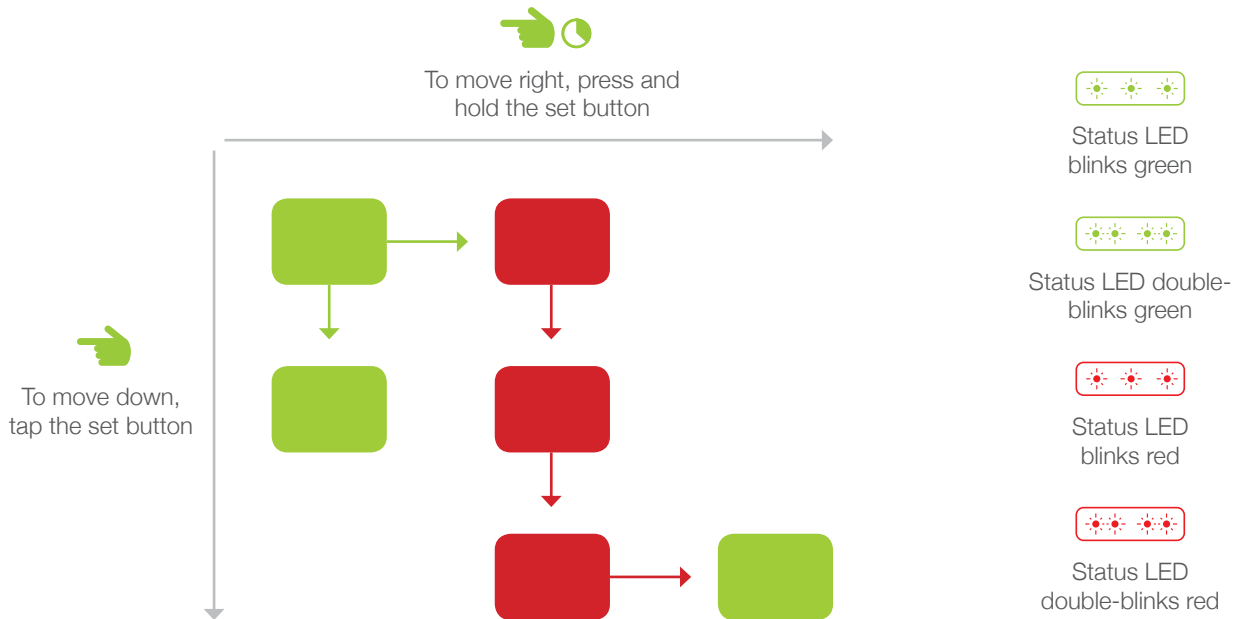 To move right, press and
hold the set button
To move down,
tap the set button
Status LED
blinks green
Status LED double-
blinks green
Status LED
blinks red
Status LED
double-blinks red